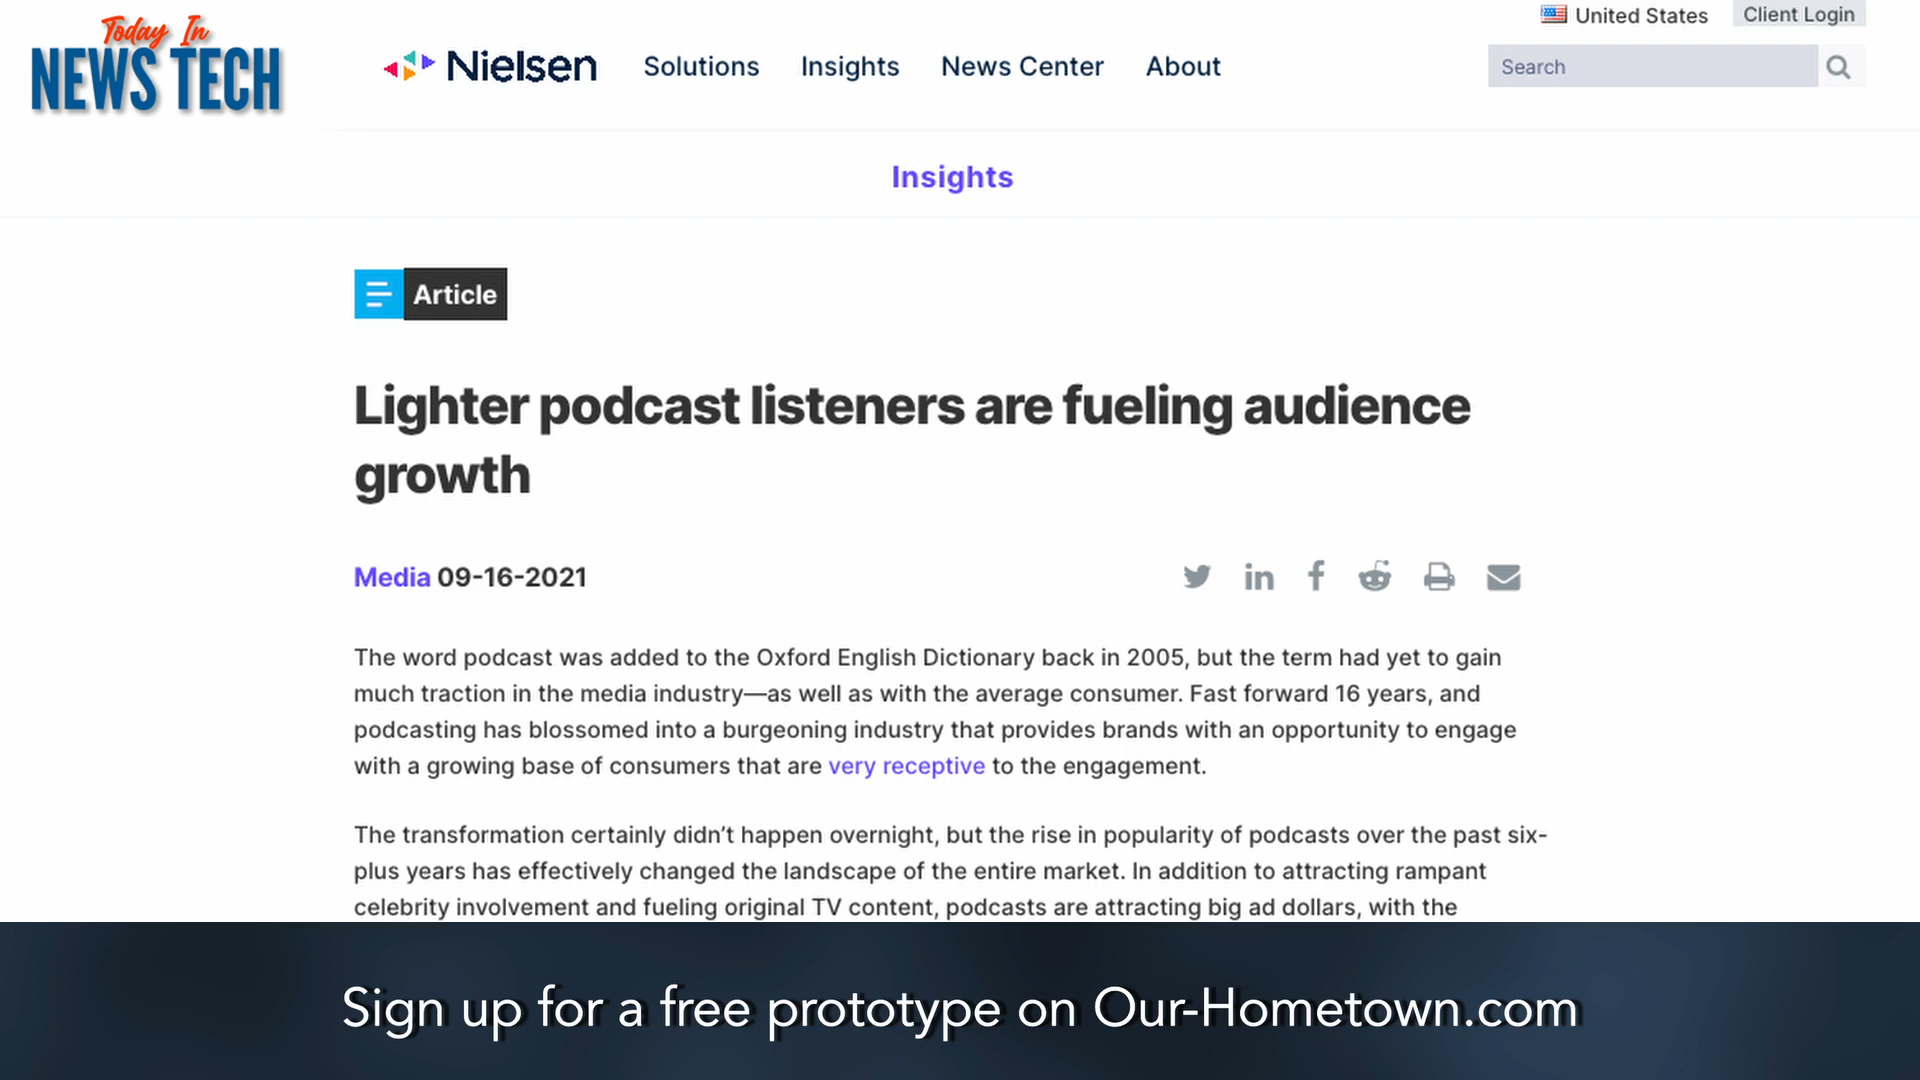 Today In
NEWS TECH
Nielsen
Solutions
Insights
News Center
About
United States
Client Login
Search
Insights
Article
Lighter podcast listeners are fueling audience
growth
Media 09-16-2021
The word podcast was added to the Oxford English Dictionary back in 2005, but the term had yet to gain
much traction in the media industry—as well as with the average consumer. Fast forward 16 years, and
podcasting has blossomed into a burgeoning industry that provides brands with an opportunity to engage
with a growing base of consumers that are very receptive to the engagement.
The transformation certainly didn’t happen overnight, but the rise in popularity of podcasts over the past six-
plus years has effectively changed the landscape of the entire market. In addition to attracting rampant
celebrity involvement and fueling original TV content, podcasts are attracting big ad dollars, with the
Sign up for a free prototype on Our-Hometown.com